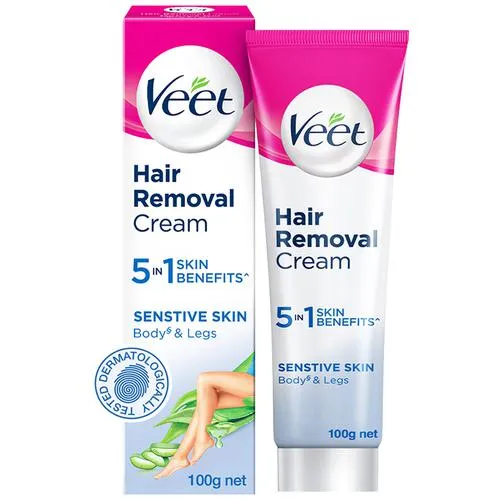 Veet
Hair
Removal
Cream
5 IN 1 SKIN
BENEFITS^
SENSTIVE SKIN
Body§ & Legs
DERMATOLOGICALLY TESTED
100g net
Veet
Hair
Removal
Cream
5 IN 1 SKIN
BENEFITS^
SENSTIVE SKIN
Body§ & Legs
100g net